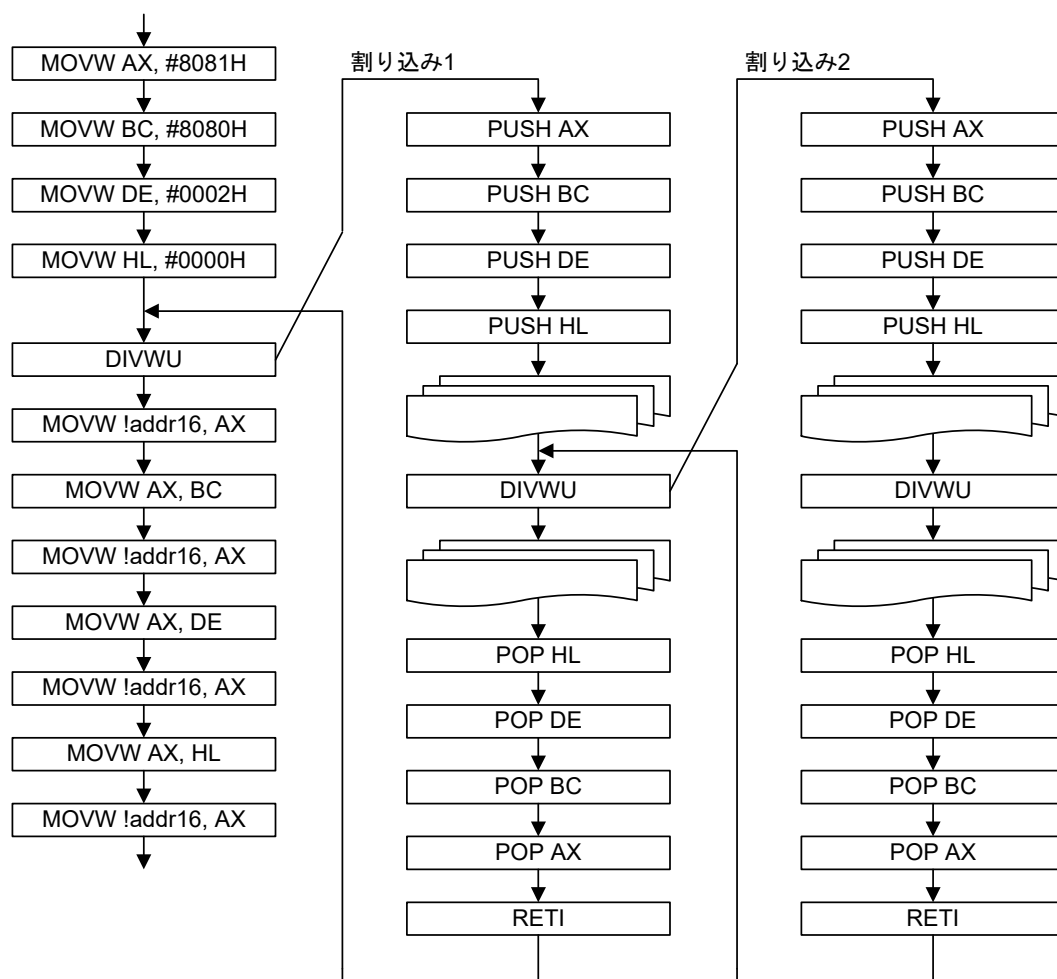 MOVW AX, #8081H
MOVW BC, #8080H
MOVW DE, #0002H
MOVW HL, #0000H
DIVWU
MOVW !addr16, AX
MOVW AX, BC
MOVW !addr16, AX
MOVW AX, DE
MOVW !addr16, AX
MOVW AX, HL
MOVW !addr16, AX
割り込み1
PUSH AX
PUSH BC
PUSH DE
PUSH HL
DIVWU
POP HL
POP DE
POP BC
POP AX
RETI
割り込み2
PUSH AX
PUSH BC
PUSH DE
PUSH HL
DIVWU
POP HL
POP DE
POP BC
POP AX
RETI